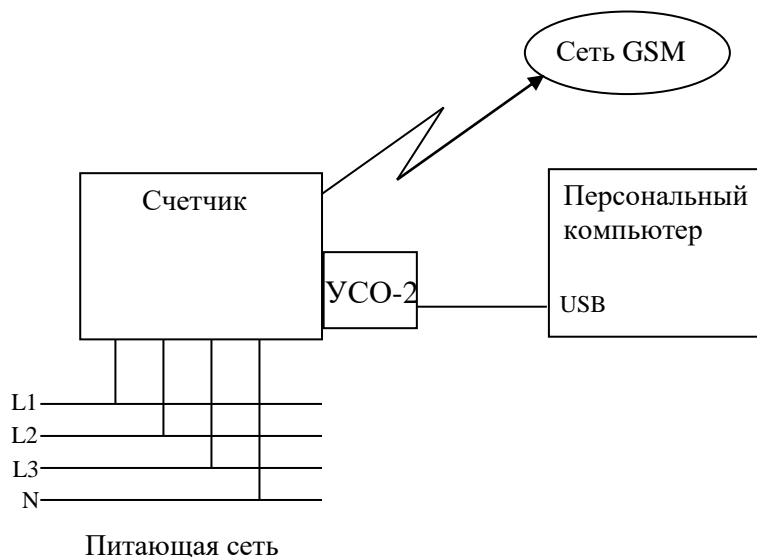 Сеть GSM
Счетчик
Персональный
компьютер
УСО-2
USB
L1
L2
L3
N
Питающая сеть